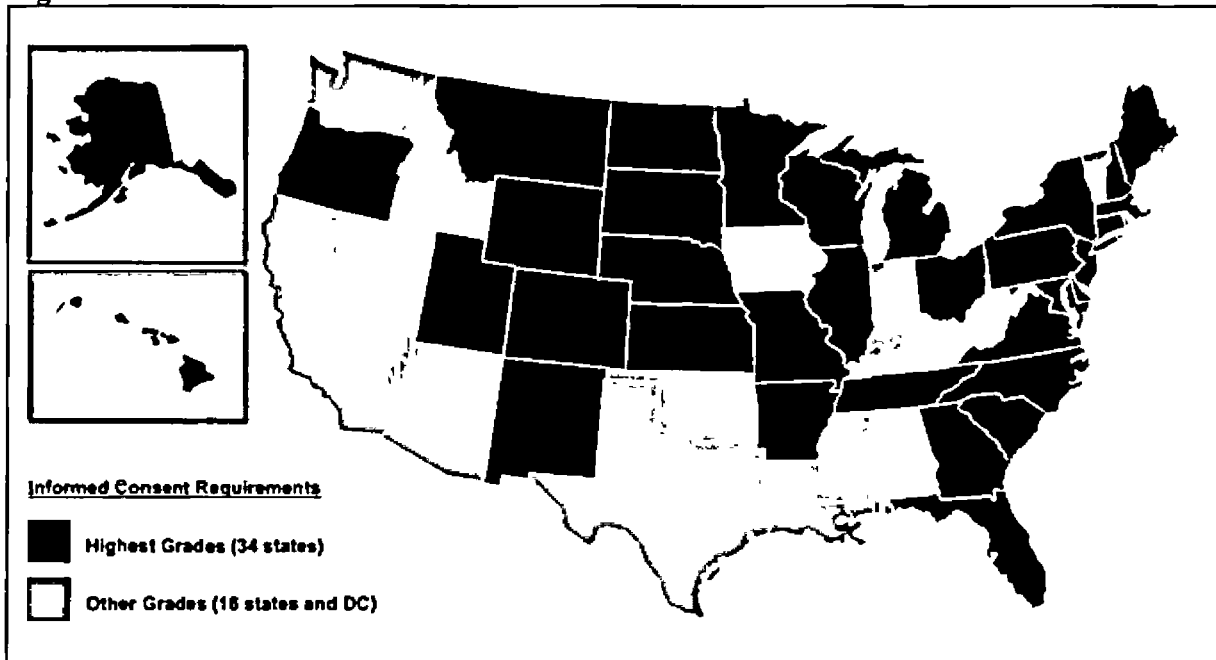 Informed Consent Requirements
Highest Grades (34 states)
Other Grades (16 states and DC)